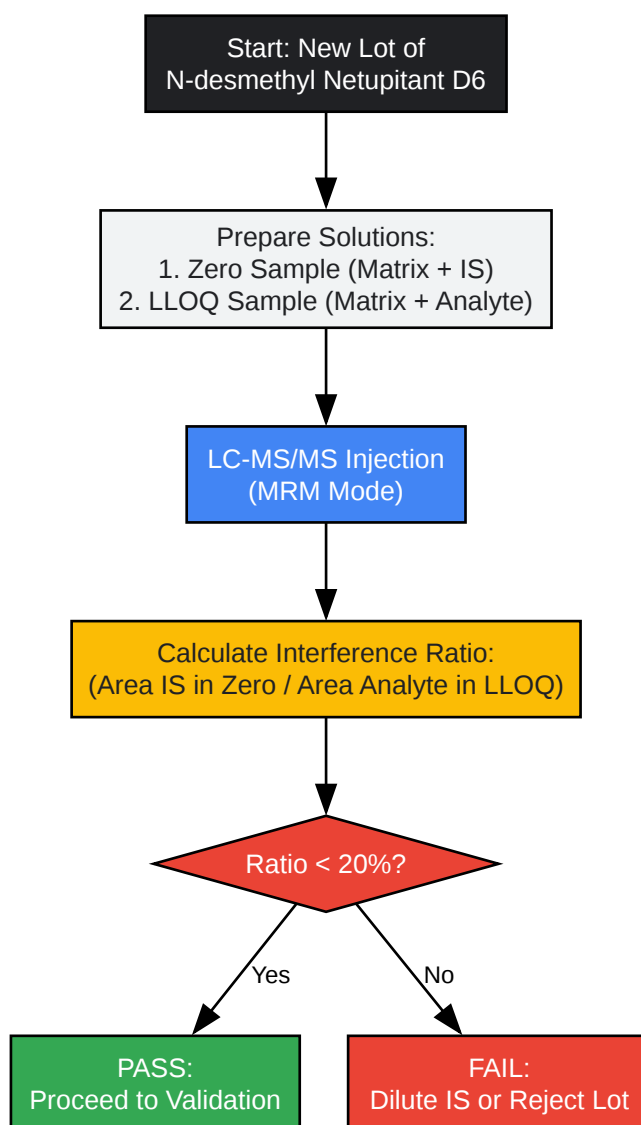 Start: New Lot of
N-desmethyl Netupitant D6
Prepare Solutions:
1. Zero Sample (Matrix + IS)
2. LLOQ Sample (Matrix + Analyte)
LC-MS/MS Injection
(MRM Mode)
Calculate Interference Ratio:
(Area IS in Zero / Area Analyte in LLOQ)
Ratio < 20%?
Yes
No
PASS:
Proceed to Validation
FAIL:
Dilute IS or Reject Lot